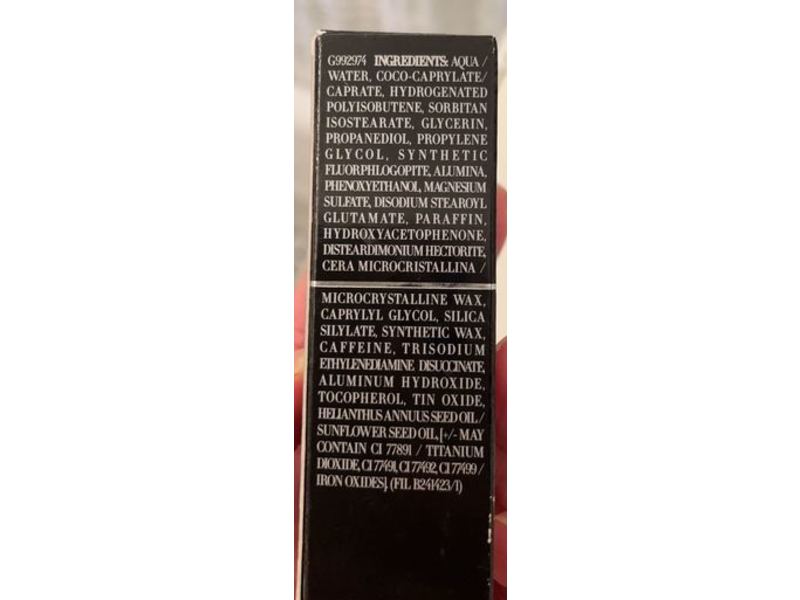 G992974 INGREDIENTS: AQUA /
WATER, COCO-CAPRYLATE/
CAPRATE, HYDROGENATED
POLYISOBUTENE, SORBITAN
ISOSTEARATE, GLYCERIN,
PROPANEDIOL, PROPYLENE
GLYCOL, SYNTHETIC
FLUORPHLOGOPITE, ALUMINA,
PHENOXYETHANOL, MAGNESIUM
SULFATE, DISODIUM STEAROYL
GLUTAMATE, PARAFFIN,
HYDROXYACETOPHENONE,
DISTEARDIMONIUM HECTORITE,
CERA MICROCRISTALLINA /
MICROCRYSTALLINE WAX,
CAPRYLYL GLYCOL, SILICA
SILYLATE, SYNTHETIC WAX,
CAFFEINE, TRISODIUM
ETHYLENEDIAMINE DISUCCINATE,
ALUMINUM HYDROXIDE,
TOCOPHEROL, TIN OXIDE,
HELIANTHUS ANNUUS SEED OIL /
SUNFLOWER SEED OIL, [+/- MAY
CONTAIN CI 77891 / TITANIUM
DIOXIDE, CI 77491, CI 77492, CI 77499 /
IRON OXIDES]. (FIL B241423/1)